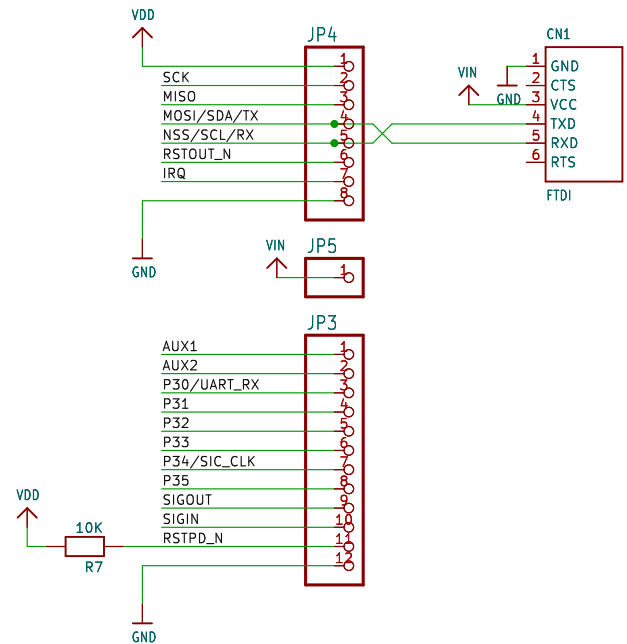 VDD
JP4
1
SCK
2
MISO
3
MOSI/SDA/TX
4
NSS/SCL/RX
5
RSTOUT_N
6
IRQ
7
8
GND
CN1
VIN
1 GND
GND
2 CTS
3 VCC
4 TXD
5 RXD
6 RTS
FTDI
JP5
VIN
1
JP3
AUX1
1
AUX2
2
P30/UART_RX
3
P31
4
P32
5
P33
6
P34/SIC_CLK
7
P35
8
SIGOUT
9
SIGIN
10
RSTPD_N
11
12
VDD
10K
R7
GND